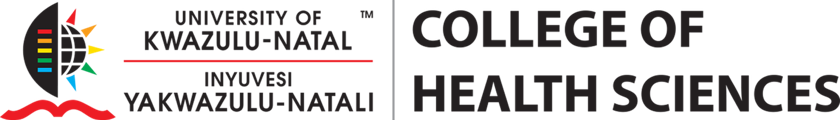 UNIVERSITY OF ™
KWAZULU-NATAL
INYUVESI
YAKWAZULU-NATALI
COLLEGE OF
HEALTH SCIENCES